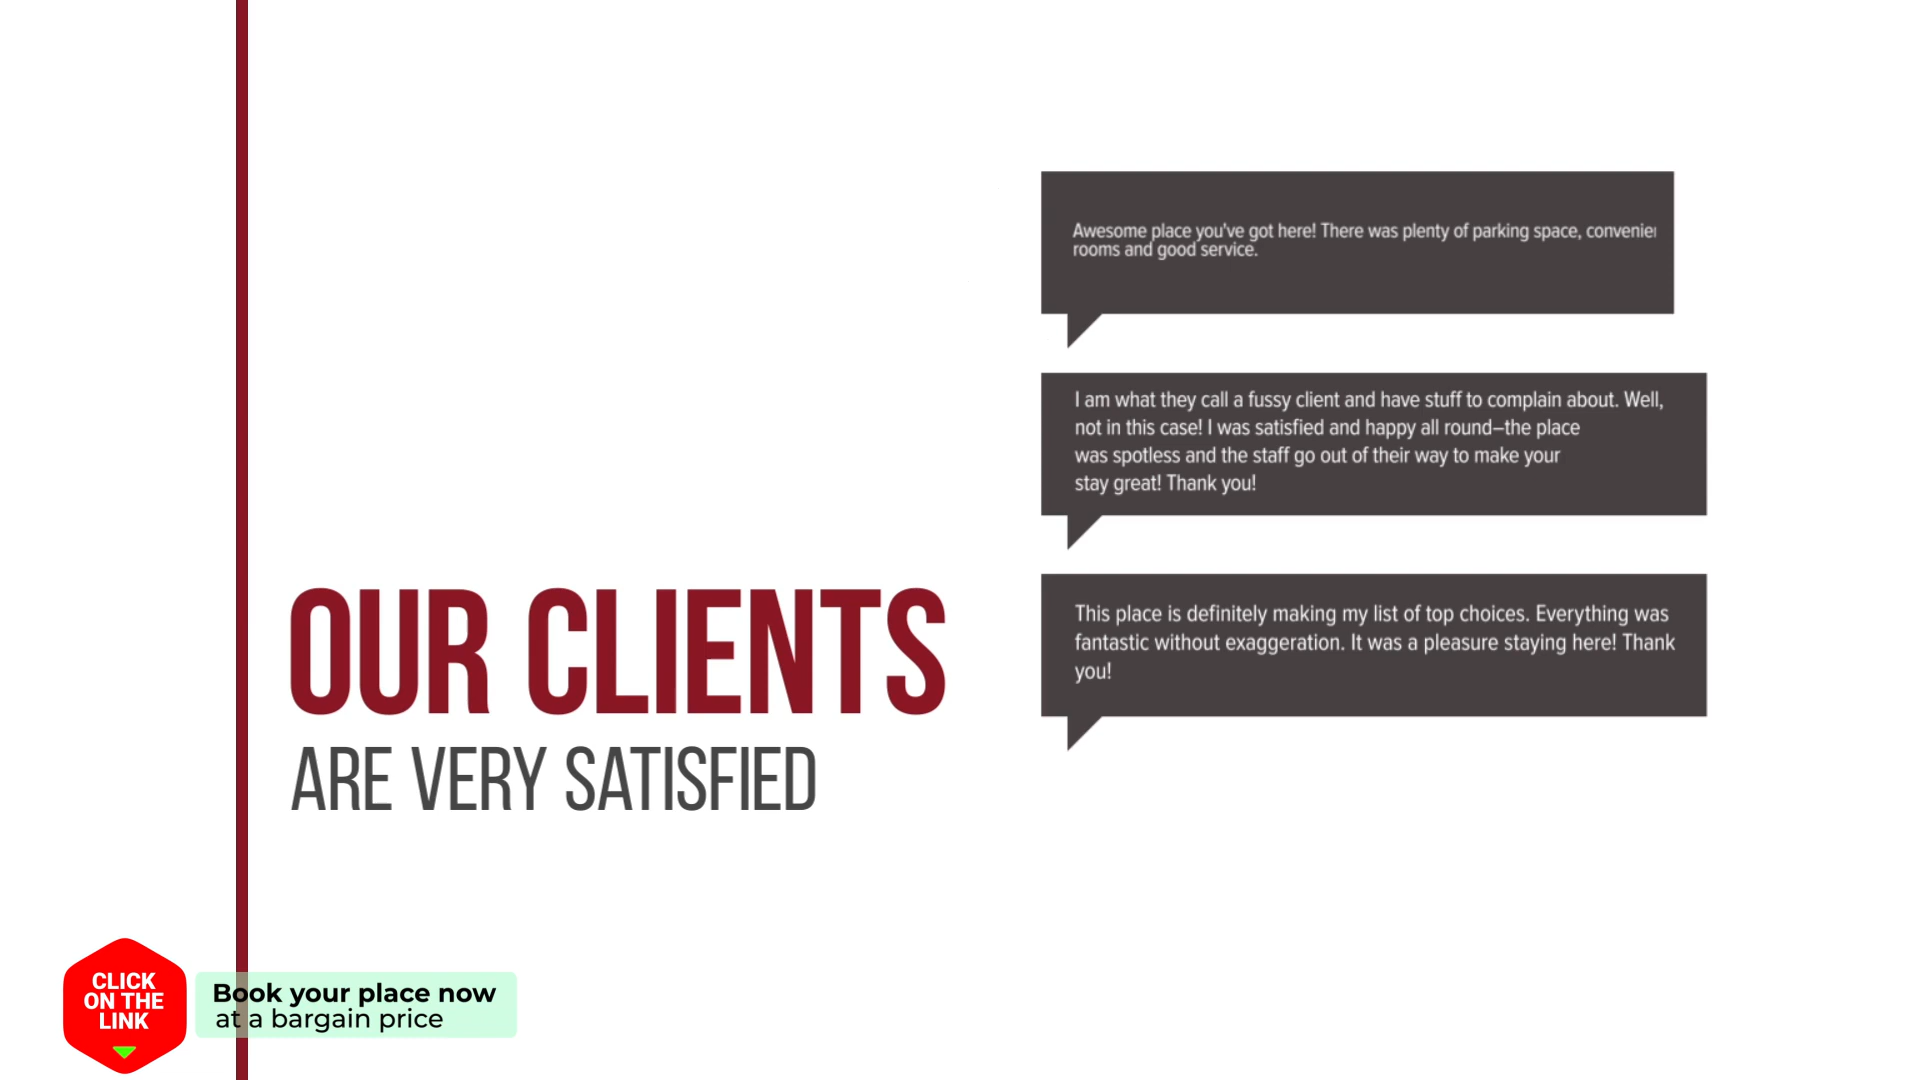 Awesome place you've got here! There was plenty of parking space,
rooms and good service.
I am what they call a fussy client and have stuff to complain about. Well,
not in this case! I was satisfied and happy all round–the place
was spotless and the staff go out of their way to make your
stay great! Thank you!
This place is definitely making my list of top choices. Everything was
fantastic without exaggeration. It was a pleasure staying here! Thank
you!
OUR CLIENTS
ARE VERY SATISFIED
CLICK
ON THE
LINK
Book your place now
at a bargain price